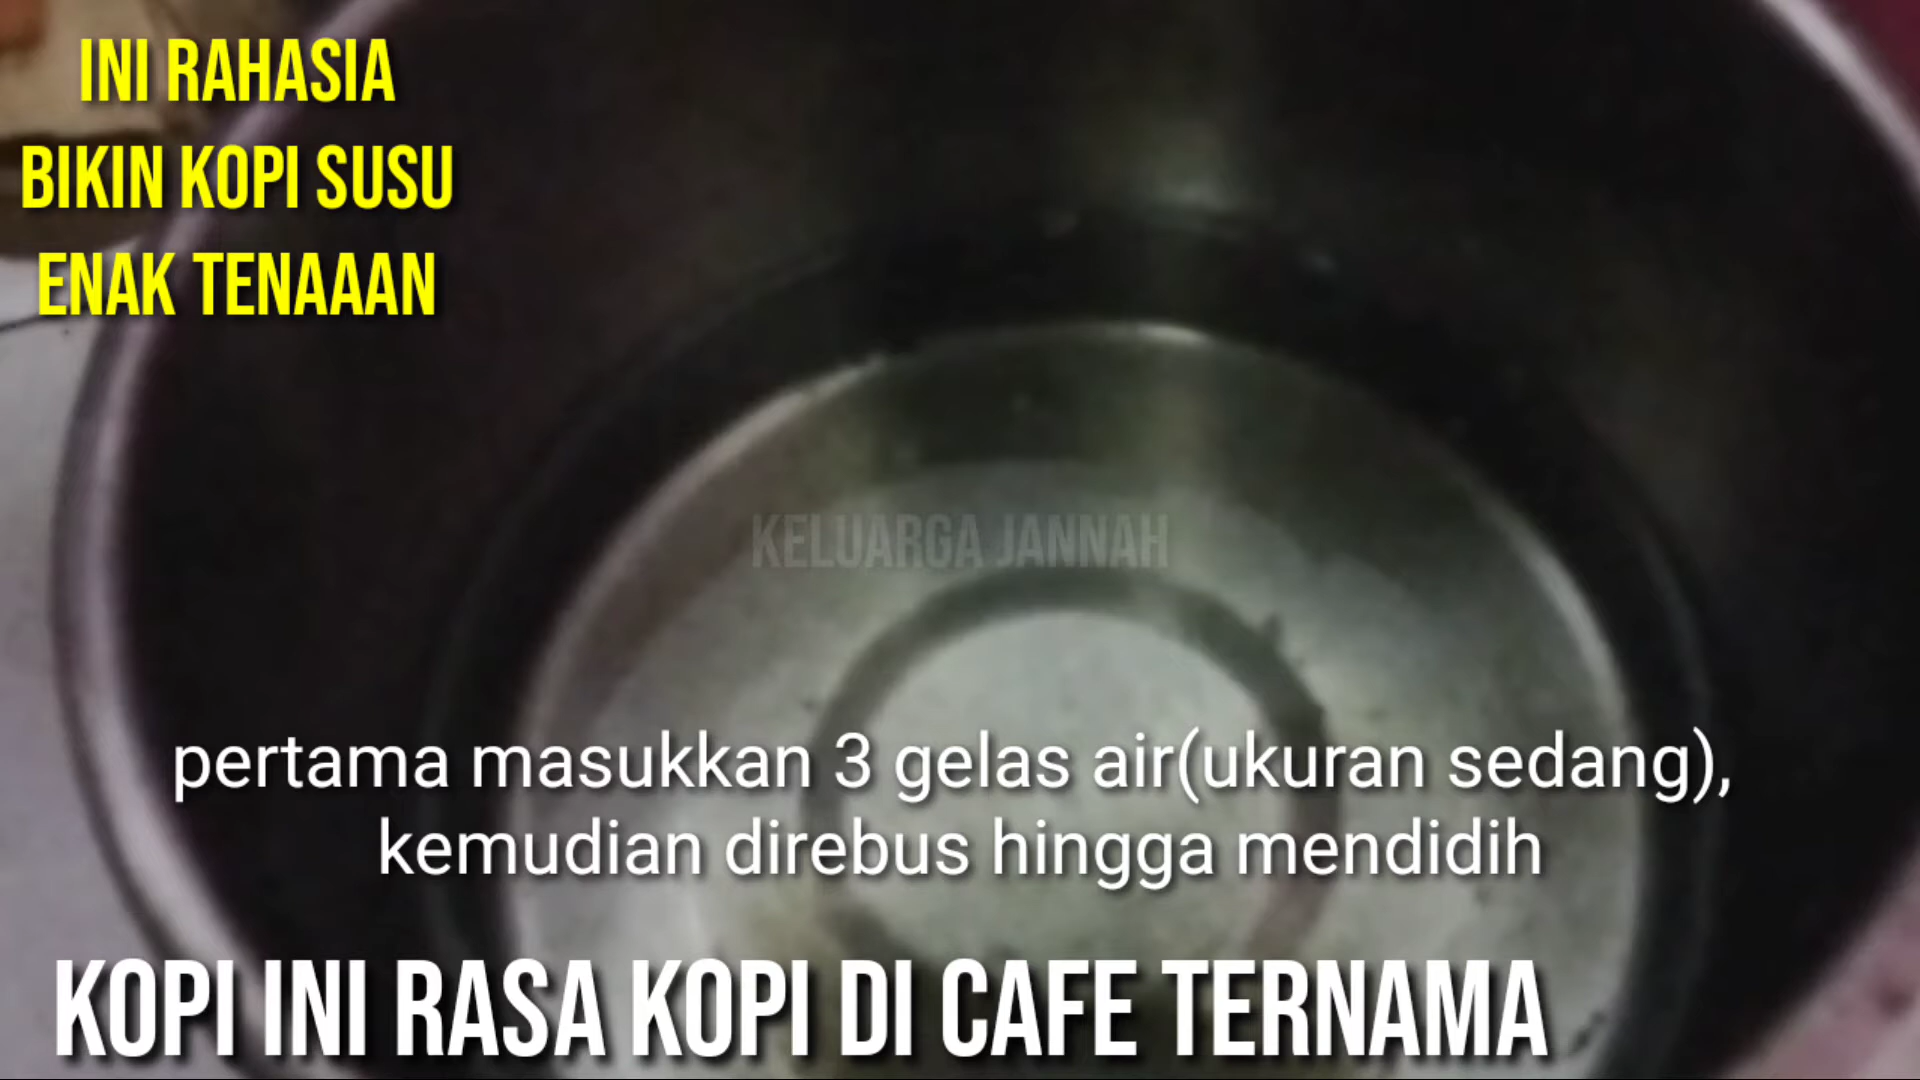 INI RAHASIA
BIKIN KOPI SUSU
ENAK TENAAAN
KELUARGA JANNAH
pertama masukkan 3 gelas air(ukuran sedang),
kemudian direbus hingga mendidih
KOPI INI RASA KOPI DI CAFE TERNAMA